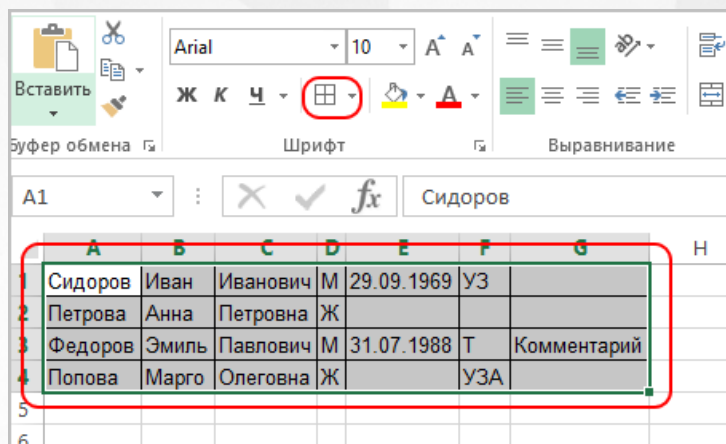 Arial 10 A A
Вставить
Ж К Ч А
Буфер обмена Шрифт Выравнивание
A1 fx Сидоров
A B C D E F G H
1 Сидоров Иван Иванович М 29.09.1969 УЗ
2 Петрова Анна Петровна Ж
3 Федоров Эмиль Павлович М 31.07.1988 Т Комментарий
4 Попова Марго Олеговна Ж УЗА
5
6